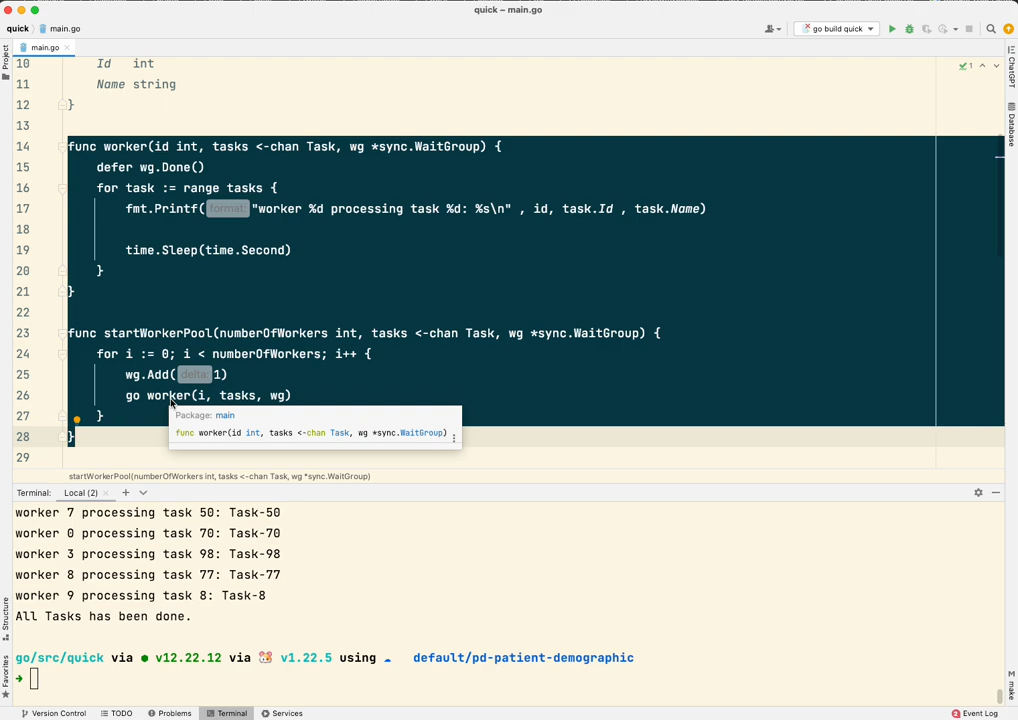 quick – main.go
quick
main.go
go build quick
main.go
Project
10 Id int
11 Name string
12 }
13
14 func worker(id int, tasks <-chan Task, wg *sync.WaitGroup) {
15 defer wg.Done()
16 for task := range tasks {
17 fmt.Printf( format: "worker %d processing task %d: %s\n" , id, task.Id , task.Name)
18
19 time.Sleep(time.Second)
20 }
21 }
22
23 func startWorkerPool(numberOfWorkers int, tasks <-chan Task, wg *sync.WaitGroup) {
24 for i := 0; i < numberOfWorkers; i++ {
25 wg.Add( delta: 1)
26 go worker(i, tasks, wg)
27 }
28 }
29
Package: main
func worker(id int, tasks <-chan Task, wg *sync.WaitGroup)
1
ChatGPT
Database
startWorkerPool(numberOfWorkers int, tasks <-chan Task, wg *sync.WaitGroup)
Terminal: Local (2)
worker 7 processing task 50: Task-50
worker 0 processing task 70: Task-70
worker 3 processing task 98: Task-98
worker 8 processing task 77: Task-77
worker 9 processing task 8: Task-8
All Tasks has been done.
go/src/quick via v12.22.12 via v1.22.5 using default/pd-patient-demographic
Structure
Favorites
M make
Version Control
TODO
Problems
Terminal
Services
2 Event Log